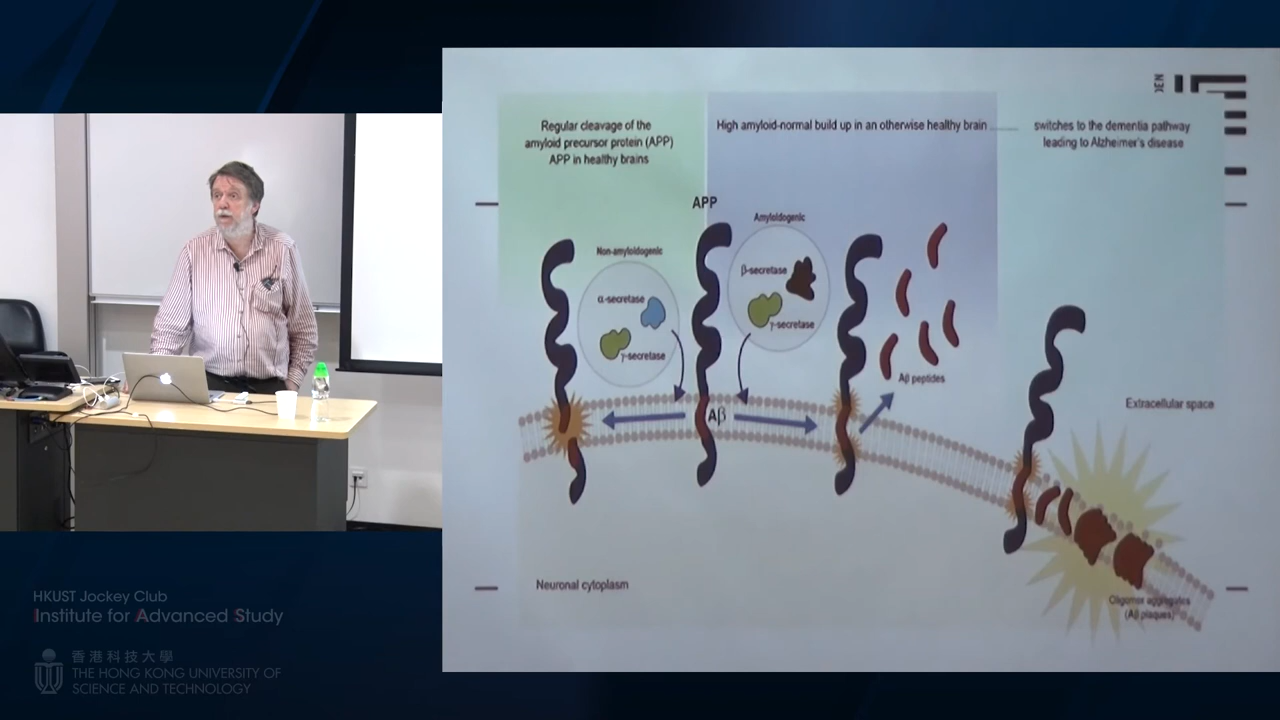 Regular cleavage of the
amyloid precursor protein (APP)
APP in healthy brains
High amyloid-normal build up in an otherwise healthy brain
switches to the dementia pathway
leading to Alzheimer's disease
APP
Non-amyloidogenic
α-secretase
γ-secretase
Amyloidogenic
β-secretase
γ-secretase
Aβ
Aβ peptides
Extracellular space
Neuronal cytoplasm
Oligomer aggregates
(Aβ plaques)
HKUST Jockey Club
Institute for Advanced Study
香港科技大學
THE HONG KONG UNIVERSITY OF
SCIENCE AND TECHNOLOGY